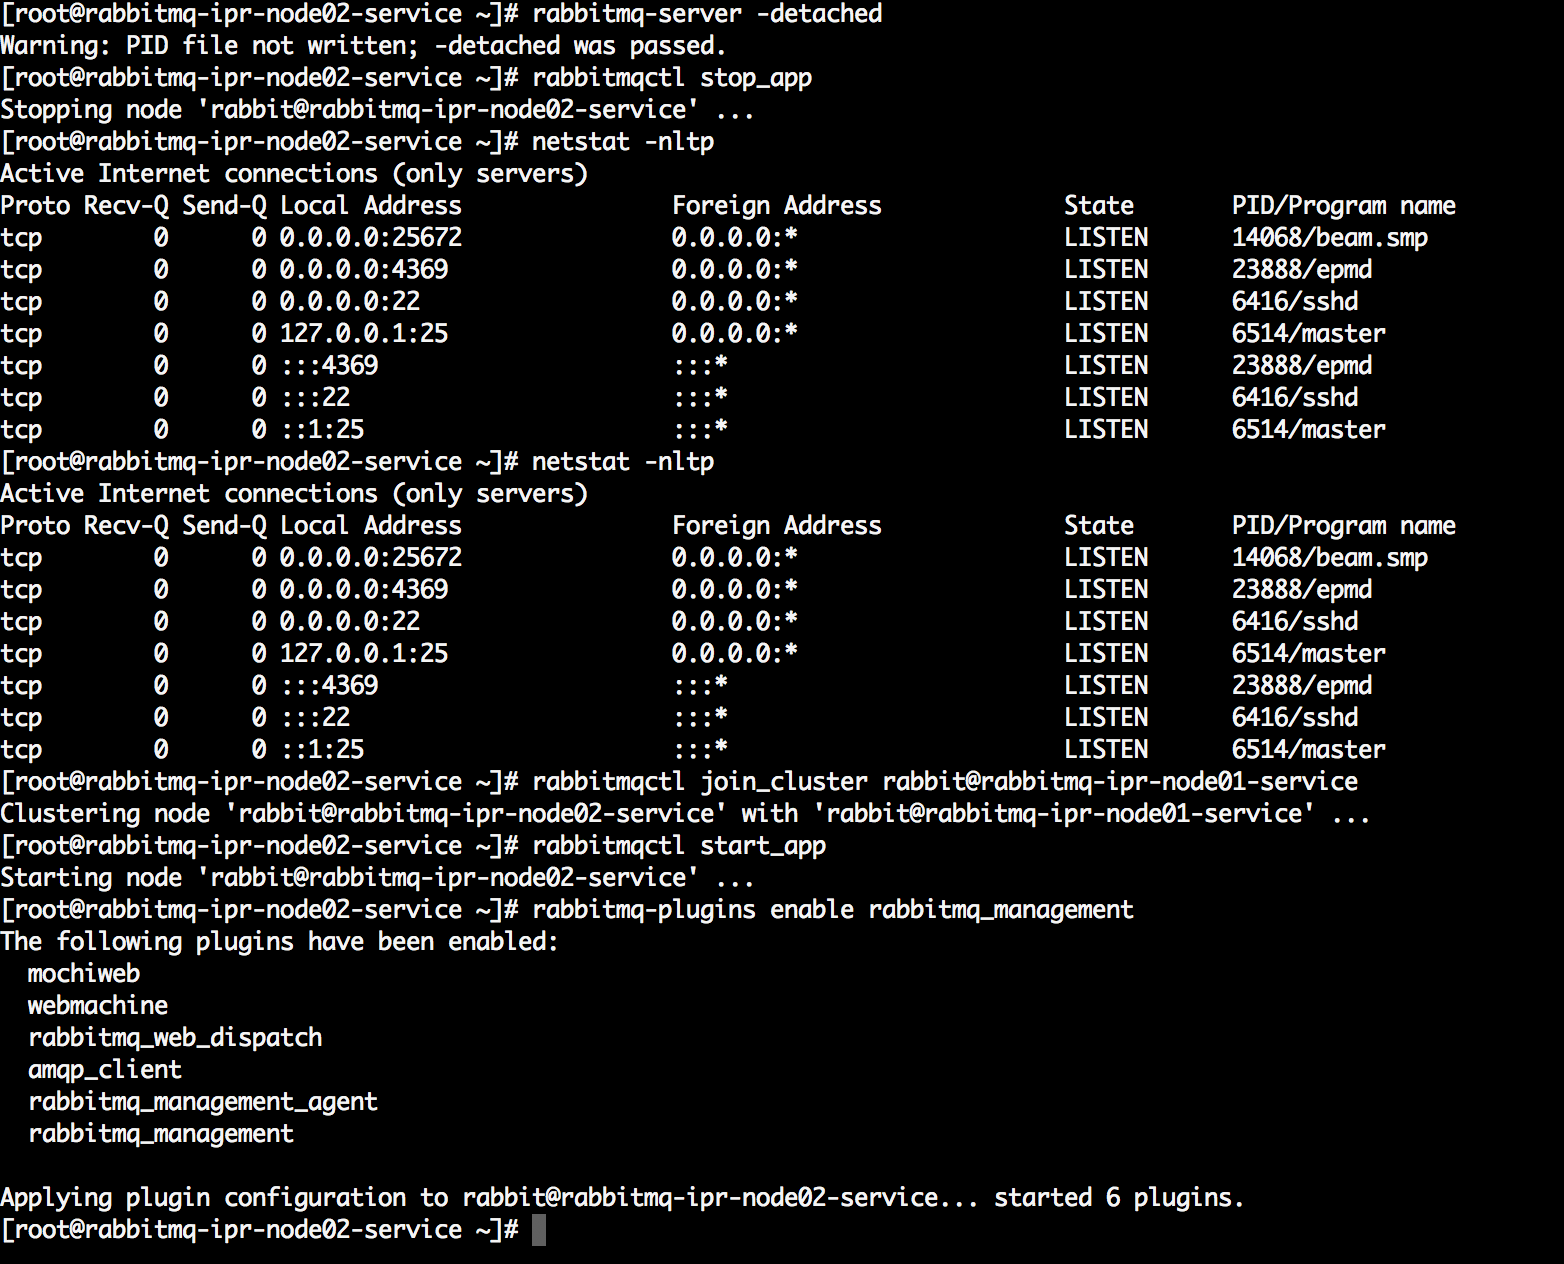 [root@rabbitmq-ipr-node02-service ~]# rabbitmq-server -detached
Warning: PID file not written; -detached was passed.
[root@rabbitmq-ipr-node02-service ~]# rabbitmqctl stop_app
Stopping node 'rabbit@rabbitmq-ipr-node02-service' ...
[root@rabbitmq-ipr-node02-service ~]# netstat -nltp
Active Internet connections (only servers)
Proto Recv-Q Send-Q Local Address               Foreign Address             State       PID/Program name
tcp        0      0 0.0.0.0:25672               0.0.0.0:*                   LISTEN      14068/beam.smp
tcp        0      0 0.0.0.0:4369                0.0.0.0:*                   LISTEN      23888/epmd
tcp        0      0 0.0.0.0:22                  0.0.0.0:*                   LISTEN      6416/sshd
tcp        0      0 127.0.0.1:25                0.0.0.0:*                   LISTEN      6514/master
tcp        0      0 :::4369                     :::*                        LISTEN      23888/epmd
tcp        0      0 :::22                       :::*                        LISTEN      6416/sshd
tcp        0      0 ::1:25                      :::*                        LISTEN      6514/master
[root@rabbitmq-ipr-node02-service ~]# netstat -nltp
Active Internet connections (only servers)
Proto Recv-Q Send-Q Local Address               Foreign Address             State       PID/Program name
tcp        0      0 0.0.0.0:25672               0.0.0.0:*                   LISTEN      14068/beam.smp
tcp        0      0 0.0.0.0:4369                0.0.0.0:*                   LISTEN      23888/epmd
tcp        0      0 0.0.0.0:22                  0.0.0.0:*                   LISTEN      6416/sshd
tcp        0      0 127.0.0.1:25                0.0.0.0:*                   LISTEN      6514/master
tcp        0      0 :::4369                     :::*                        LISTEN      23888/epmd
tcp        0      0 :::22                       :::*                        LISTEN      6416/sshd
tcp        0      0 ::1:25                      :::*                        LISTEN      6514/master
[root@rabbitmq-ipr-node02-service ~]# rabbitmqctl join_cluster rabbit@rabbitmq-ipr-node01-service
Clustering node 'rabbit@rabbitmq-ipr-node02-service' with 'rabbit@rabbitmq-ipr-node01-service' ...
[root@rabbitmq-ipr-node02-service ~]# rabbitmqctl start_app
Starting node 'rabbit@rabbitmq-ipr-node02-service' ...
[root@rabbitmq-ipr-node02-service ~]# rabbitmq-plugins enable rabbitmq_management
The following plugins have been enabled:
  mochiweb
  webmachine
  rabbitmq_web_dispatch
  amqp_client
  rabbitmq_management_agent
  rabbitmq_management

Applying plugin configuration to rabbit@rabbitmq-ipr-node02-service... started 6 plugins.
[root@rabbitmq-ipr-node02-service ~]#